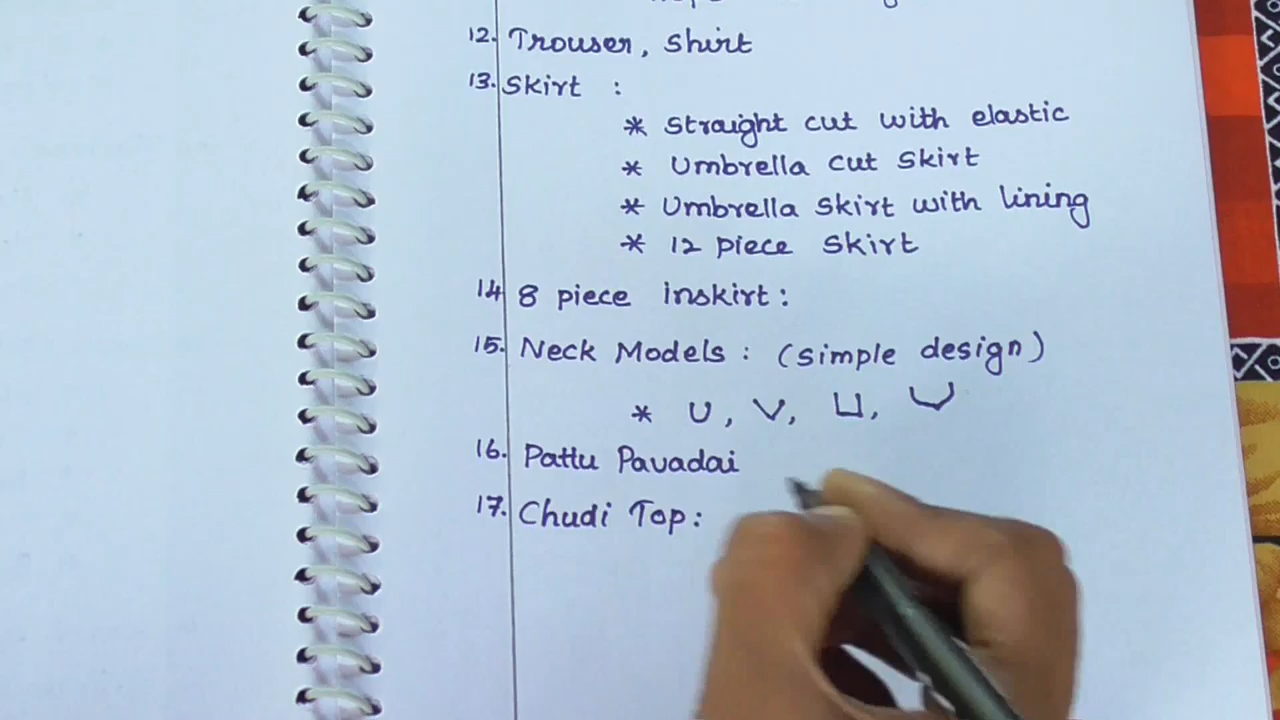 12. Trouser, Shirt
13. Skirt :
* Straight cut with elastic
* Umbrella cut Skirt
* Umbrella Skirt with lining
* 12 piece Skirt
14 8 piece inskirt :
15. Neck Models : (Simple design)
* U, V,
16. Pattu Pavadai
17. Chudi Top :